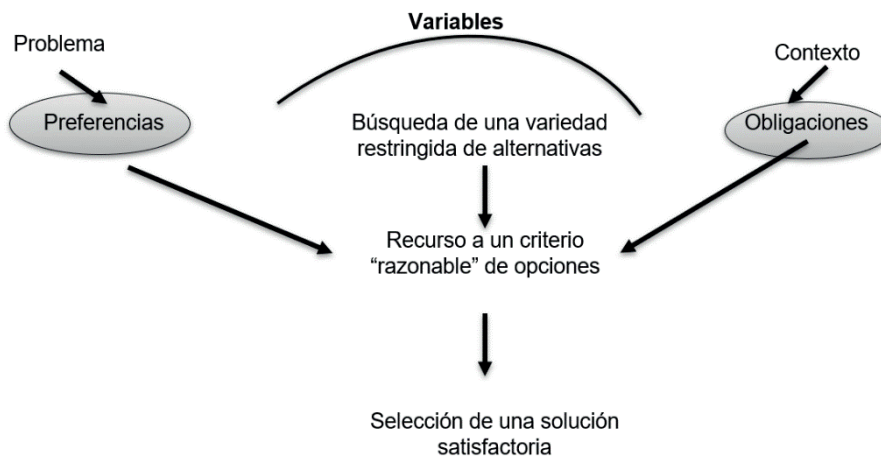 Variables
Problema
Contexto
Preferencias
Búsqueda de una variedad
restringida de alternativas
Obligaciones
Recurso a un criterio
“razonable” de opciones
Selección de una solución
satisfactoria